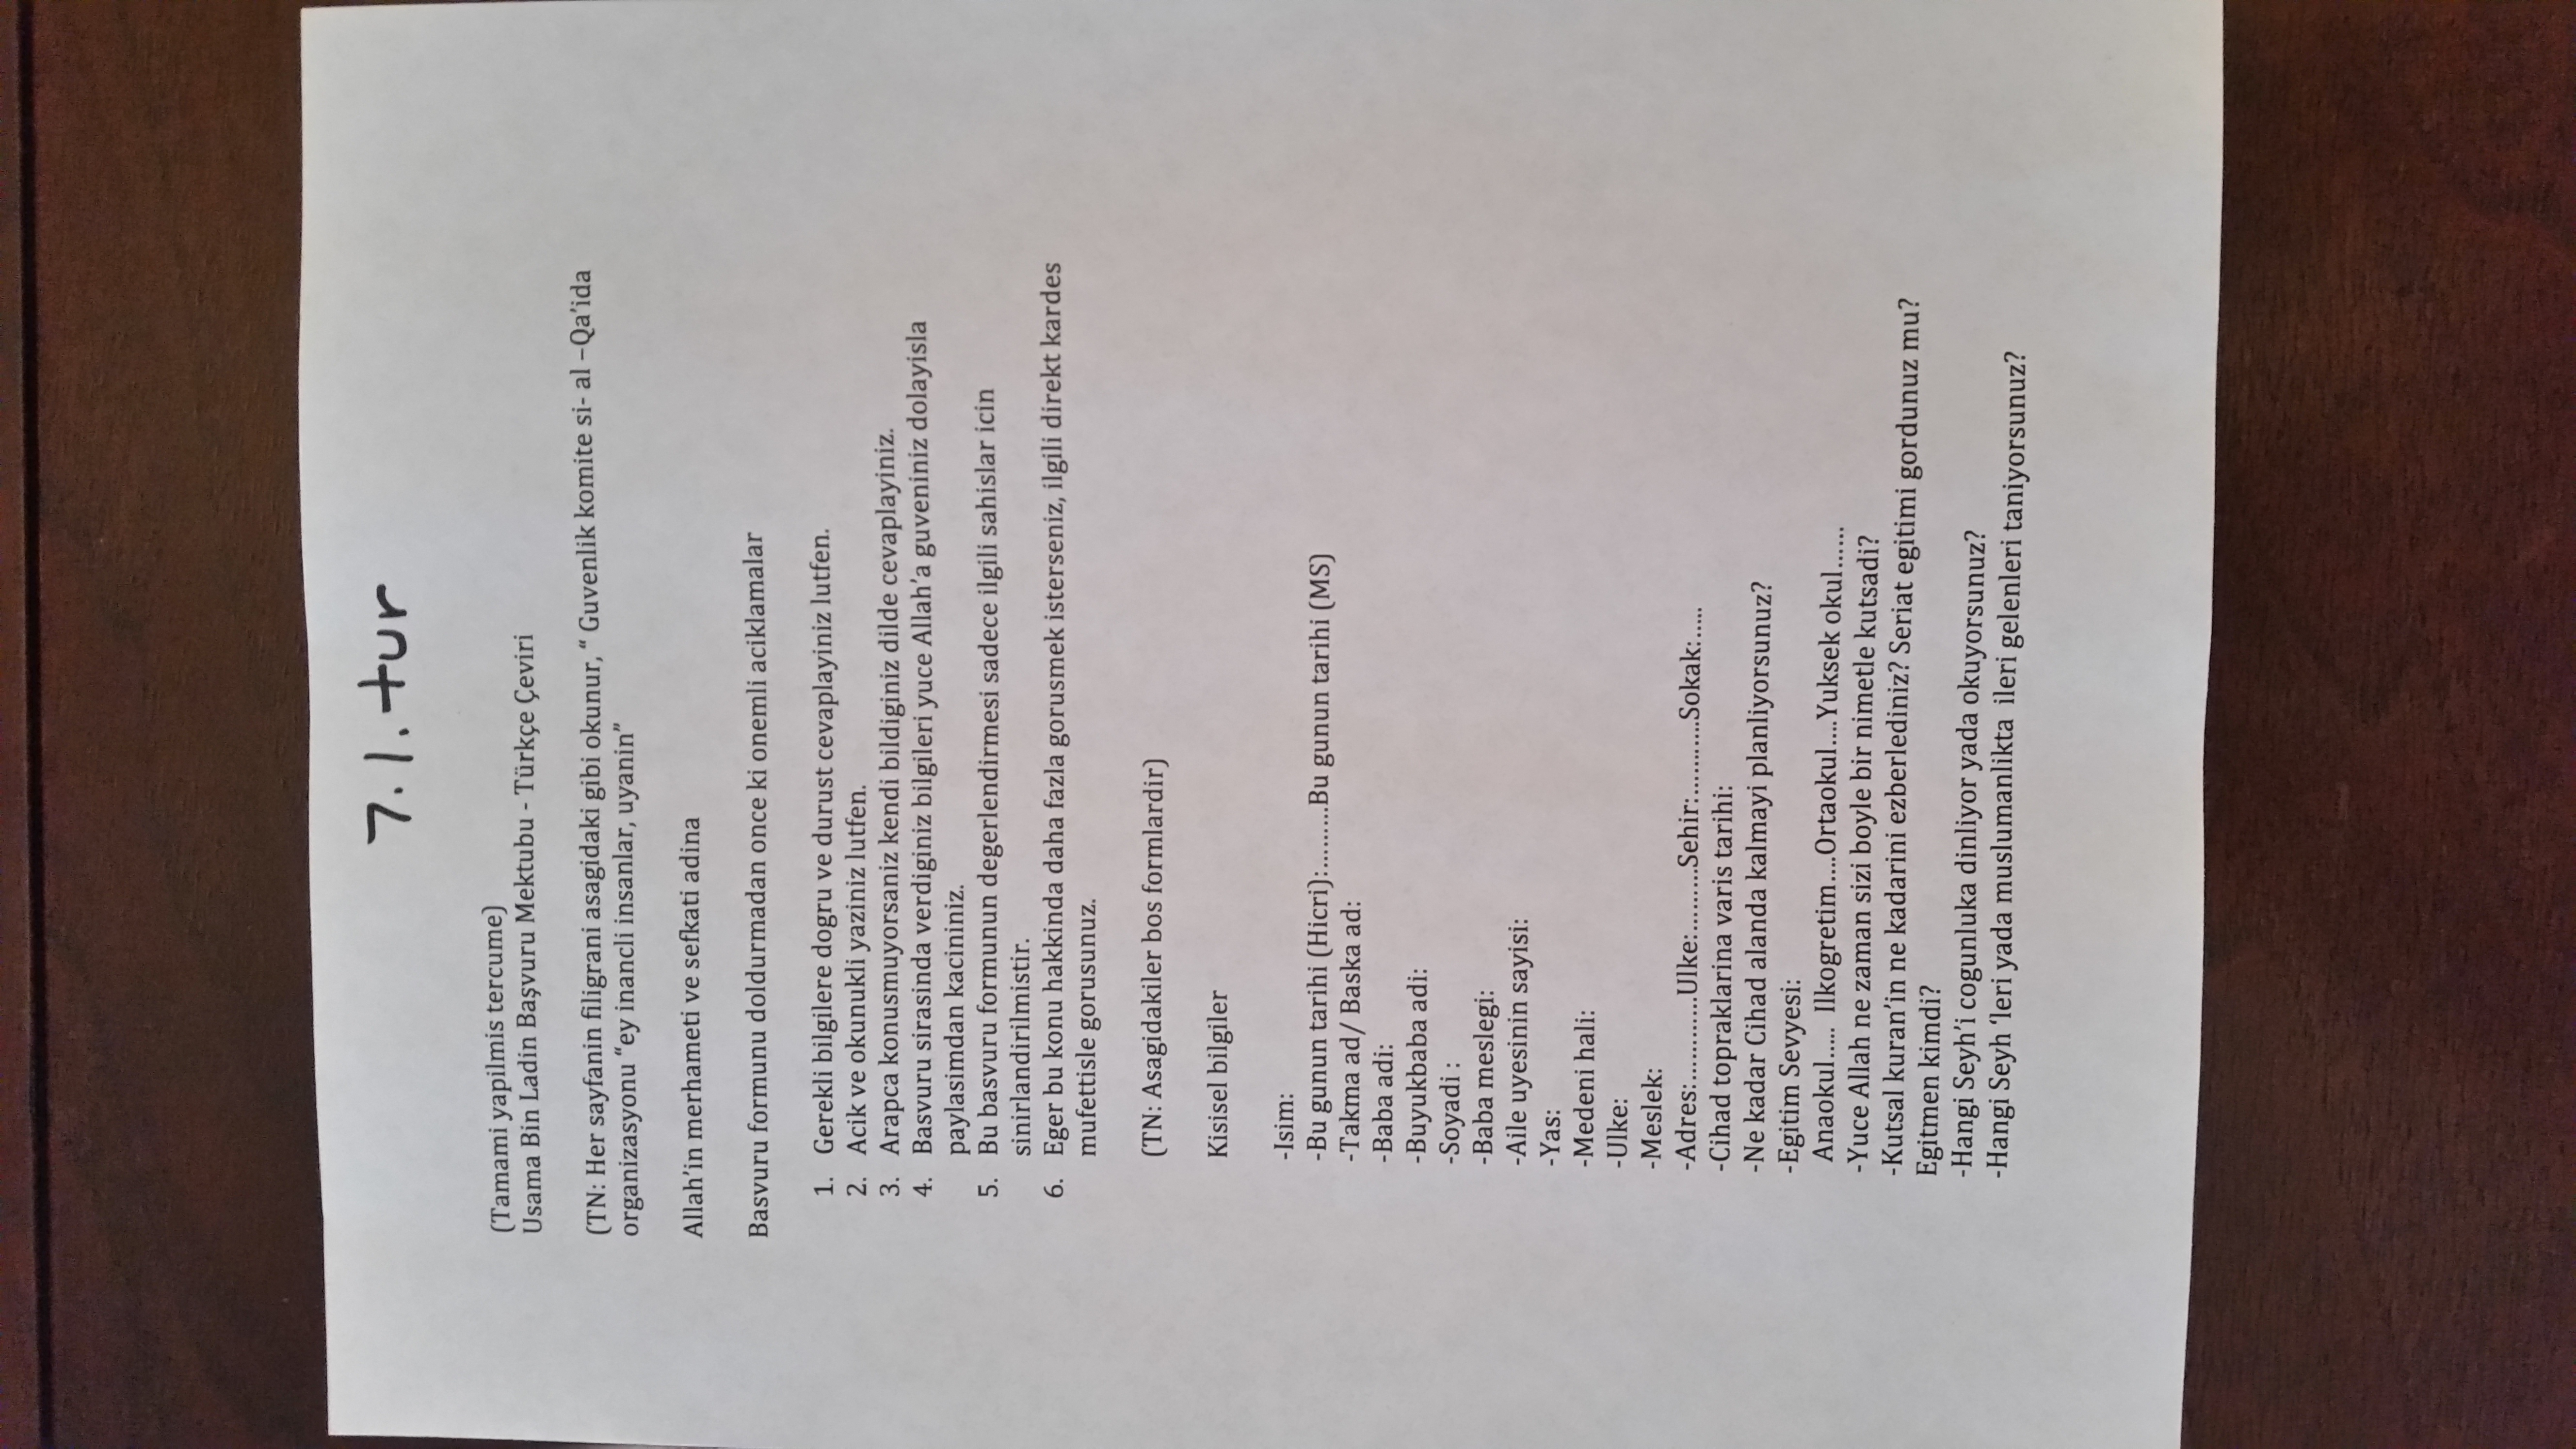 7.1.tur
(Tamami yapilmis tercume)
Usama Bin Ladin Başvuru Mektubu - Türkçe Çeviri
(TN: Her sayfanin filigrani asagidaki gibi okunur, “ Guvenlik komite si- al –Qa’ida
organizasyonu “ey inancli insanlar, uyanin”
Allah’in merhameti ve sefkati adina
Basvuru formunu doldurmadan once ki onemli aciklamalar
1. Gerekli bilgilere dogru ve durust cevaplayiniz lutfen.
2. Acik ve okunukli yaziniz lutfen.
3. Arapca konusmuyorsaniz kendi bildiginiz dilde cevaplayiniz.
4. Basvuru sirasinda verdiginiz bilgileri yuce Allah’a guveniniz dolayisla
paylasimdan kacininiz.
5. Bu basvuru formunun degerlendirmesi sadece ilgili sahislar icin
sinirlandirilmistir.
6. Eger bu konu hakkinda daha fazla gorusmek isterseniz, ilgili direkt kardes
mufettisle gorusunuz.
(TN: Asagidakiler bos formlardir)
Kisisel bilgiler
-Isim:
-Bu gunun tarihi (Hicri):.........Bu gunun tarihi (MS)
-Takma ad/ Baska ad:
-Baba adi:
-Buyukbaba adi:
-Soyadi :
-Baba meslegi:
-Aile uyesinin sayisi:
-Yas:
-Medeni hali:
-Ulke:
-Meslek:
-Adres:............Ulke:.........Sehir:...........Sokak:.....
-Cihad topraklarina varis tarihi:
-Ne kadar Cihad alanda kalmayi planliyorsunuz?
-Egitim Sevyesi:
Anaokul..... Ilkogretim....Ortaokul....Yuksek okul......
-Yuce Allah ne zaman sizi boyle bir nimetle kutsadi?
-Kutsal kuran’in ne kadarini ezberlediniz? Seriat egitimi gordunuz mu?
Egitmen kimdi?
-Hangi Seyh’i cogunluka dinliyor yada okuyorsunuz?
-Hangi Seyh ‘leri yada muslumanlikta ileri gelenleri taniyorsunuz?